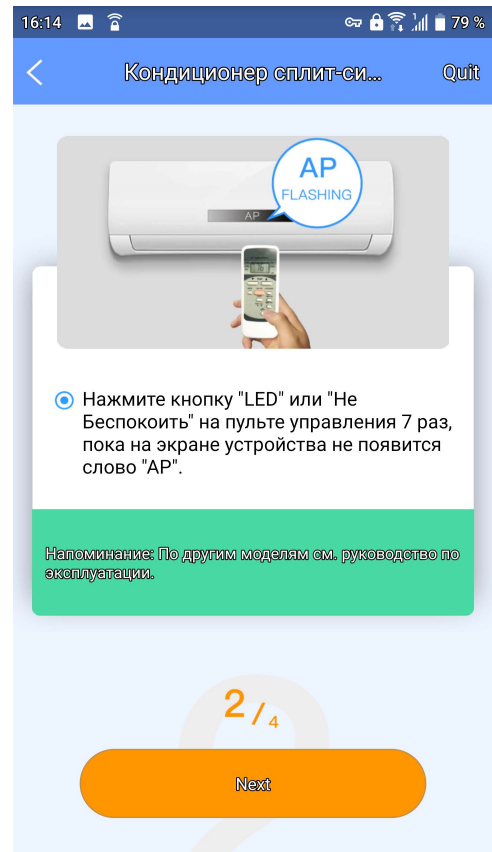 16:14
79 %
Кондиционер сплит-си...
Quit
AP
FLASHING
AP
Нажмите кнопку "LED" или "Не
Беспокоить" на пульте управления 7 раз,
пока на экране устройства не появится
слово "AP".
Напоминание: По другим моделям см. руководство по
эксплуатации.
2/4
Next